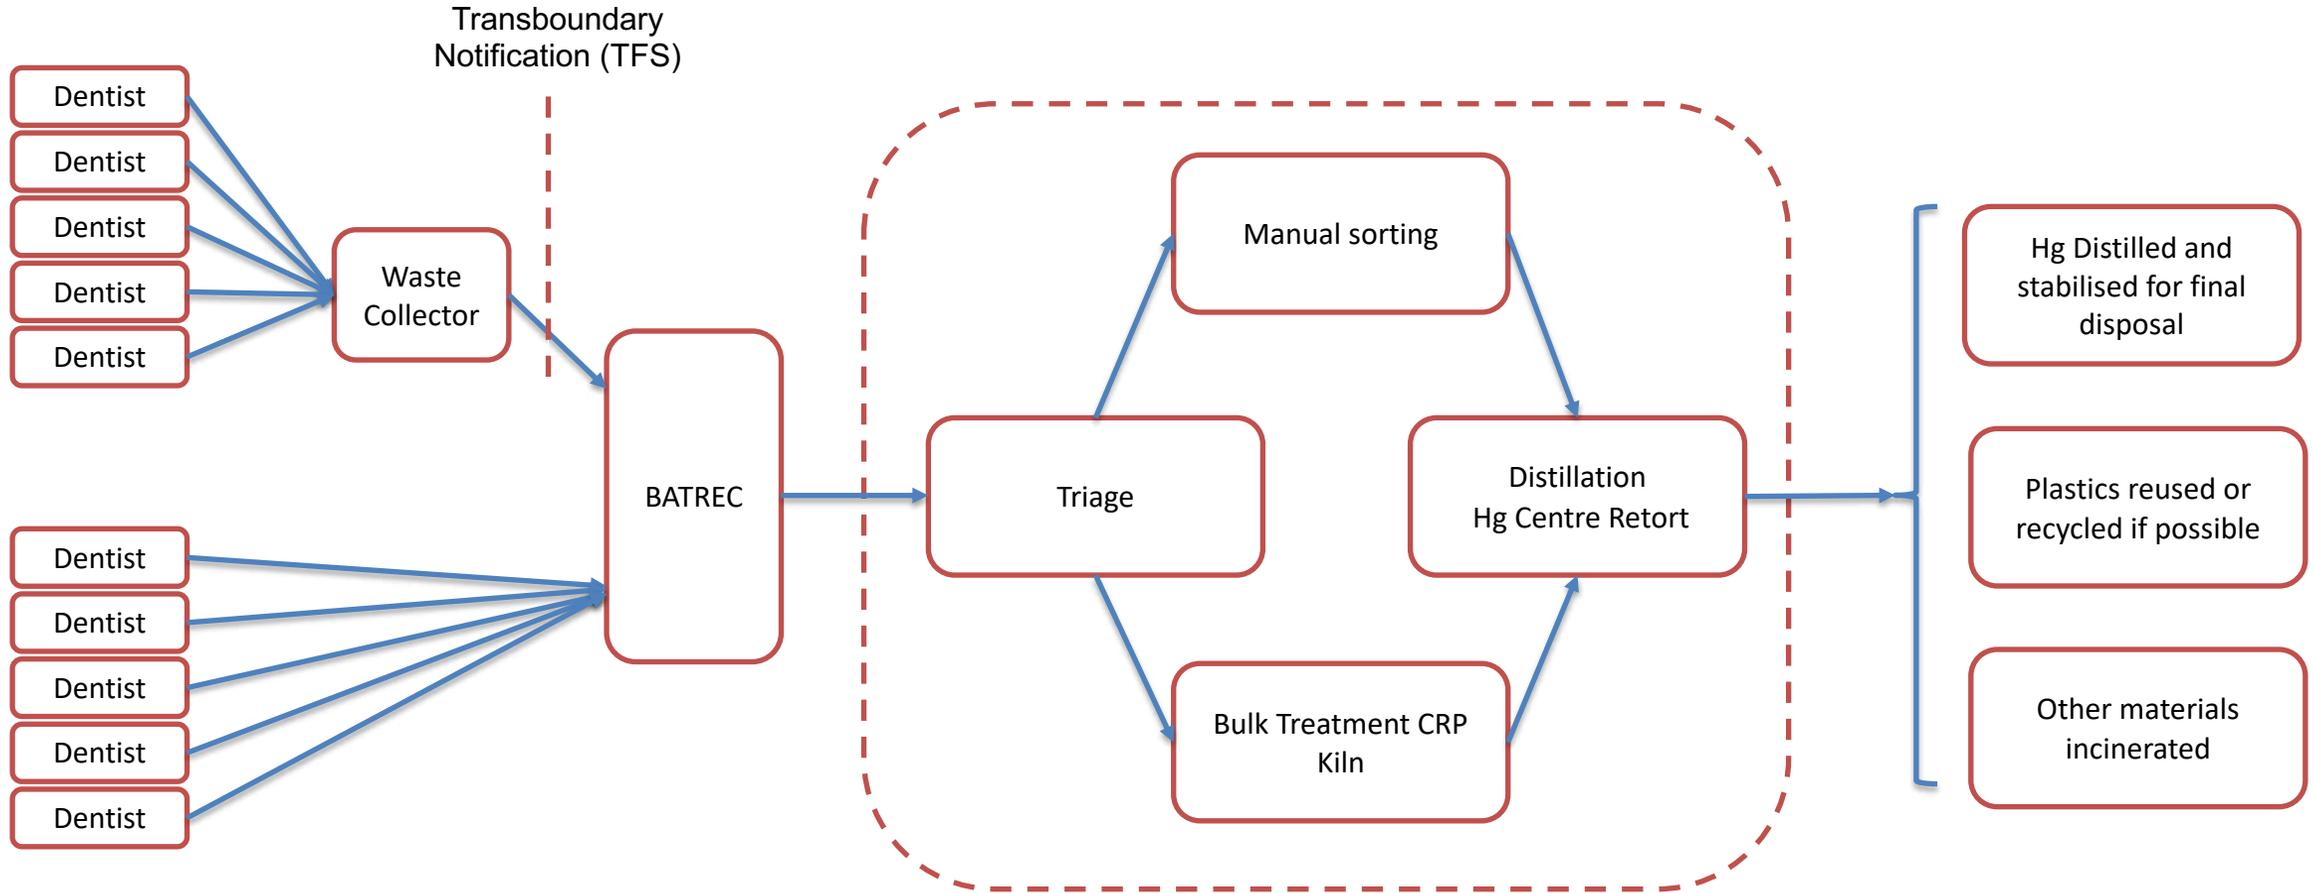 Transboundary
Notification (TFS)
Dentist
Dentist
Dentist
Dentist
Dentist
Waste
Collector
Dentist
Dentist
Dentist
Dentist
Dentist
BATREC
Triage
Manual sorting
Bulk Treatment CRP
Kiln
Distillation
Hg Centre Retort
Hg Distilled and
stabilised for final
disposal
Plastics reused or
recycled if possible
Other materials
incinerated